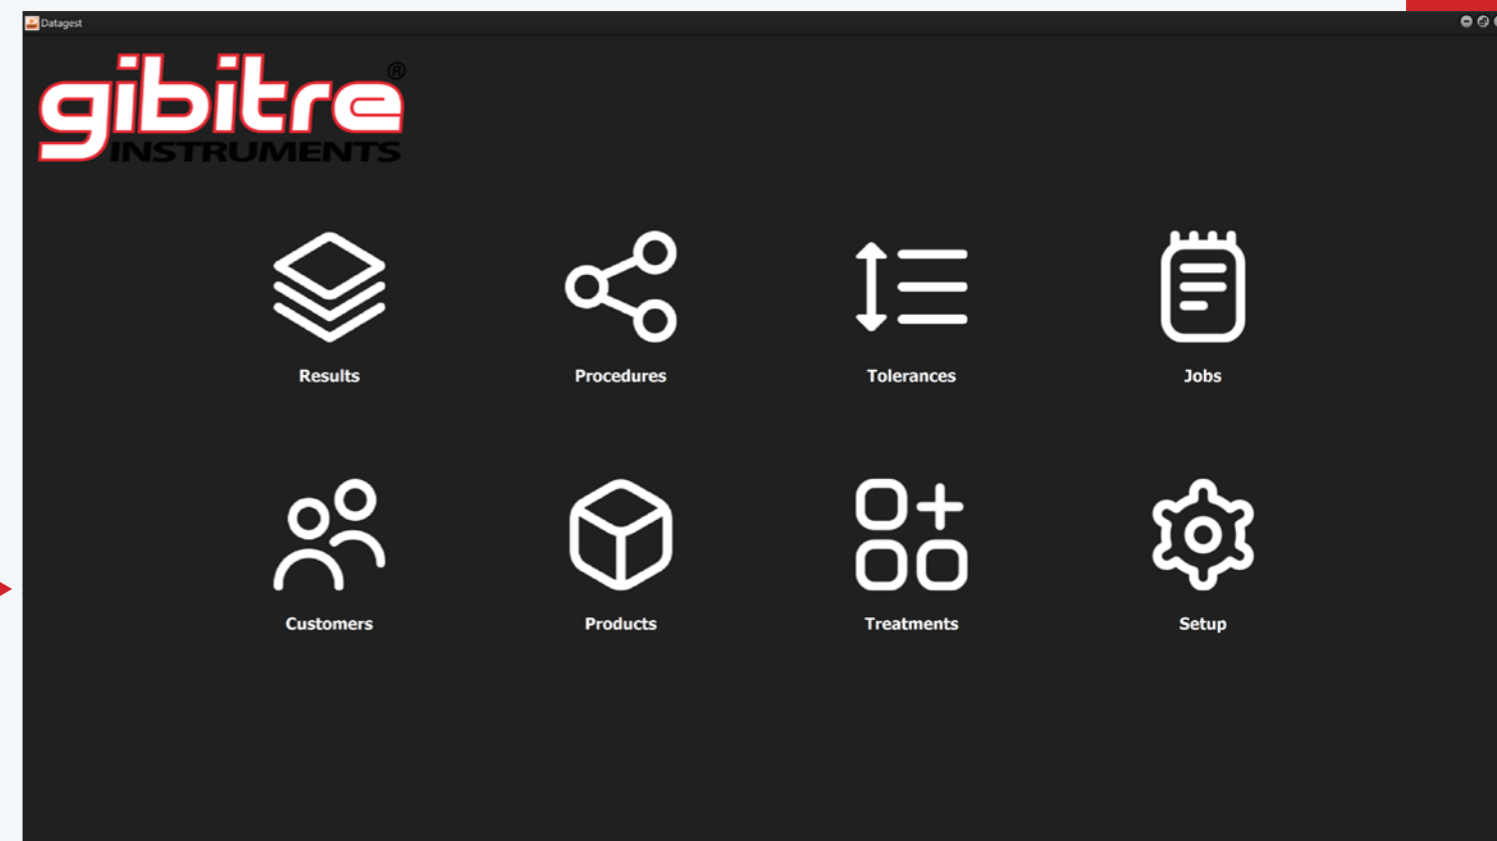 Datagest
gibitre®
INSTRUMENTS
Results
Procedures
Tolerances
Jobs
Customers
Products
Treatments
Setup